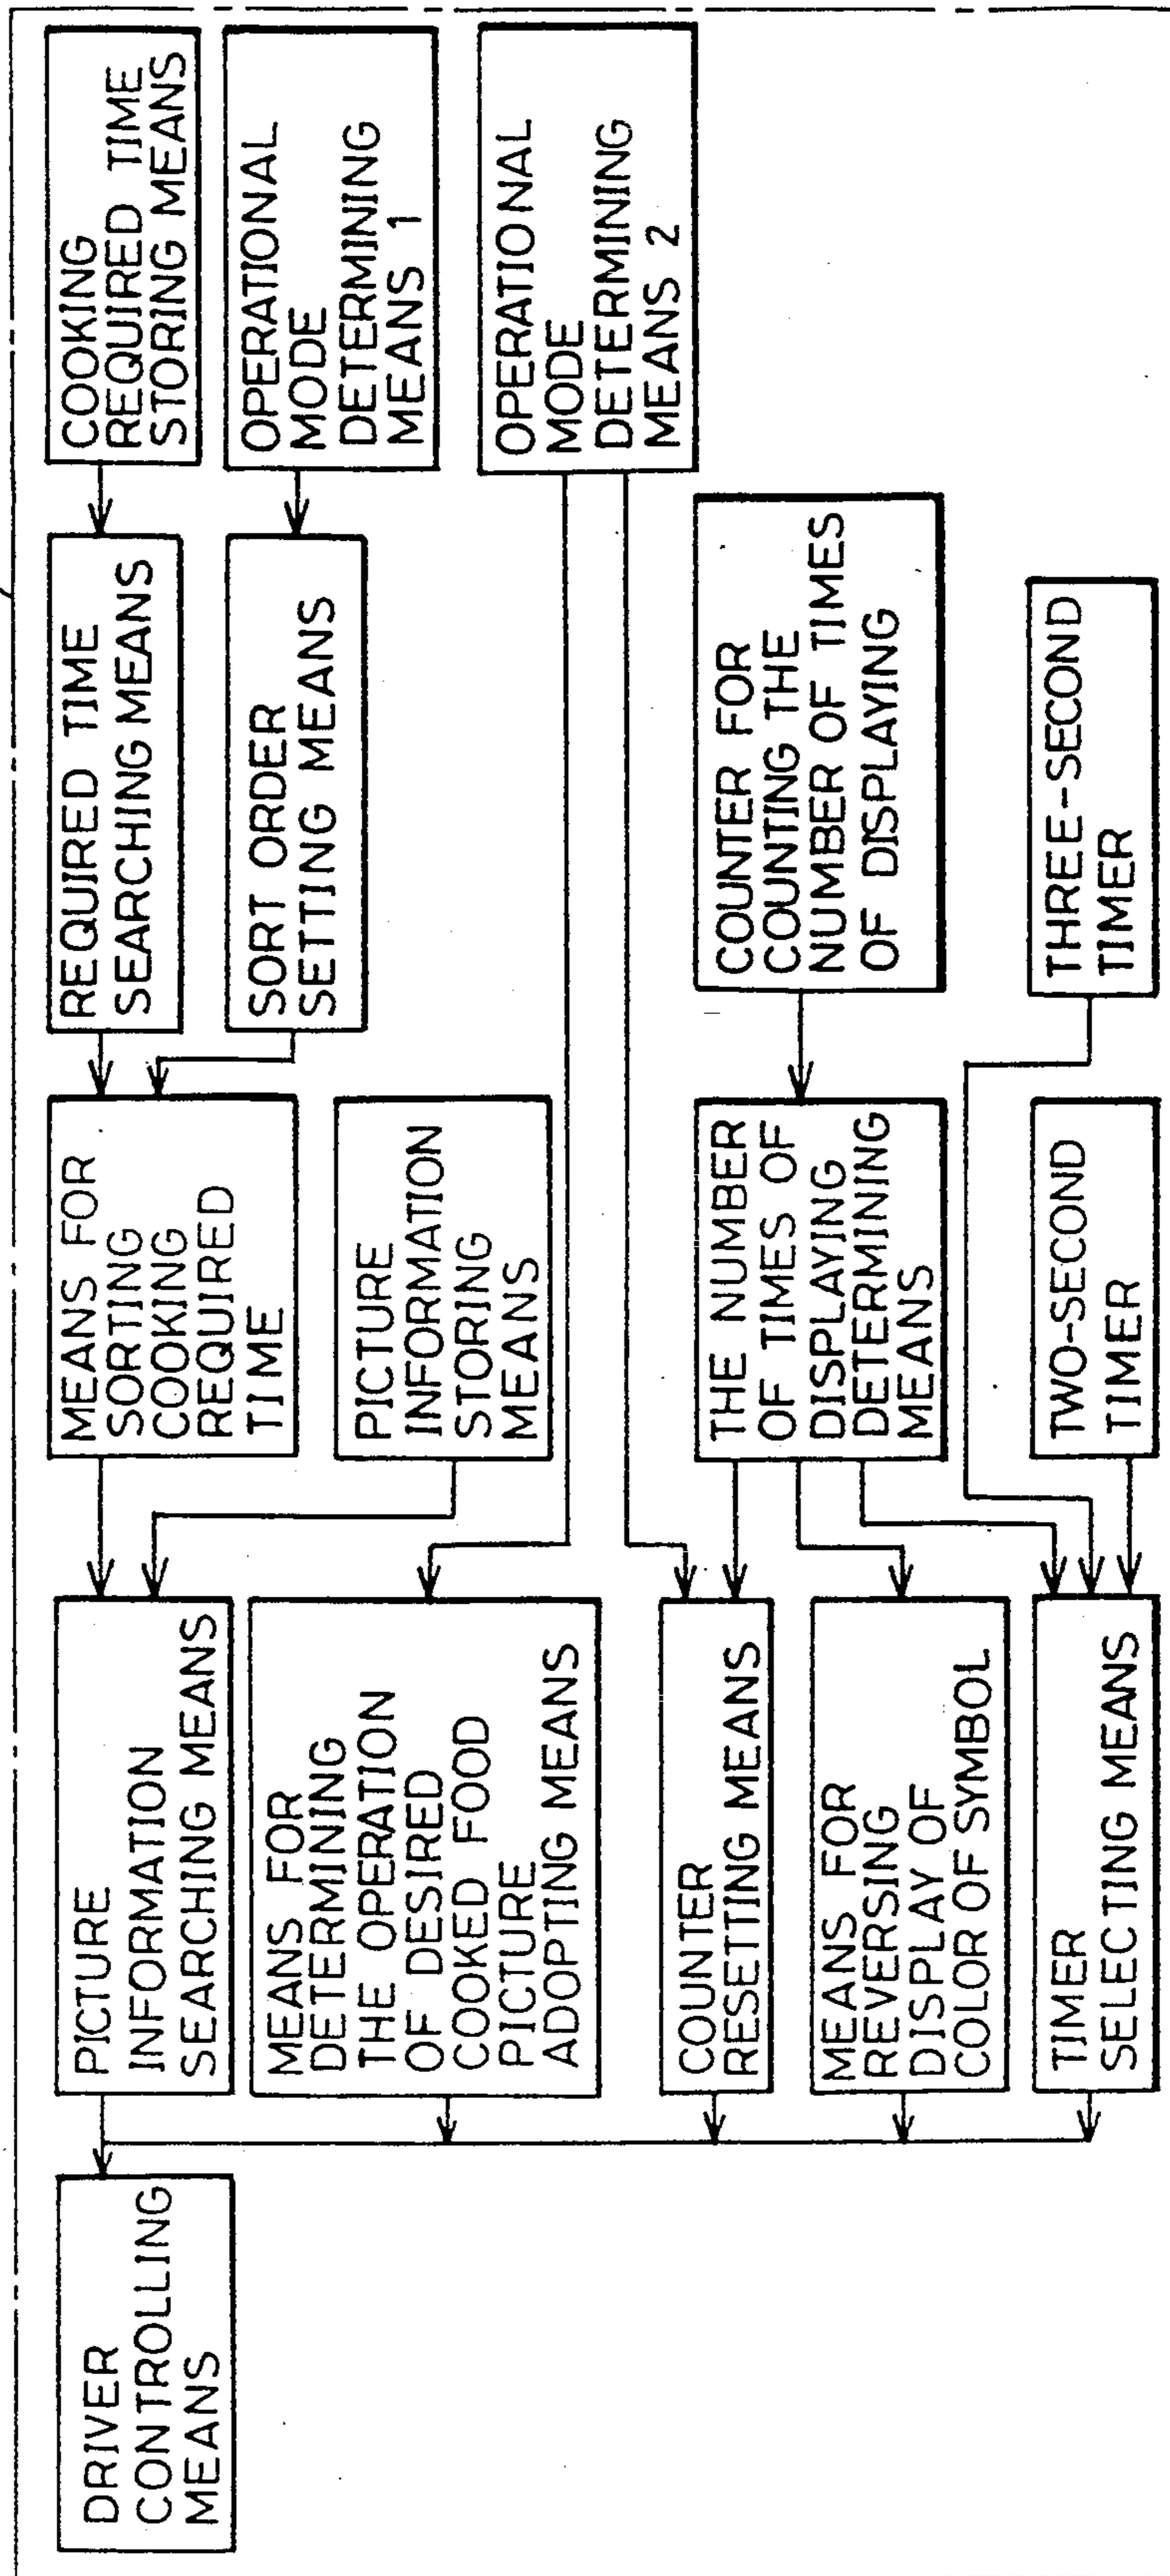 COOKING
REQUIRED TIME
STORING MEANS
OPERATIONAL
MODE
DETERMINING
MEANS 1
OPERATIONAL
MODE
DETERMINING
MEANS 2
REQUIRED TIME
SEARCHING MEANS
SORT ORDER
SETTING MEANS
COUNTER FOR
COUNTING THE
NUMBER OF TIMES
OF DISPLAYING
THREE-SECOND
TIMER
MEANS FOR
SORTING
COOKING
REQUIRED
TIME
PICTURE
INFORMATION
STORING
MEANS
THE NUMBER
OF TIMES OF
DISPLAYING
DETERMINING
MEANS
TWO-SECOND
TIMER
PICTURE
INFORMATION
SEARCHING MEANS
MEANS FOR
DETERMINING
THE OPERATION
OF DESIRED
COOKED FOOD
PICTURE
ADOPTING MEANS
COUNTER
RESETTING MEANS
MEANS FOR
REVERSING
DISPLAY OF
COLOR OF SYMBOL
TIMER
SELECTING MEANS
DRIVER
CONTROLLING
MEANS